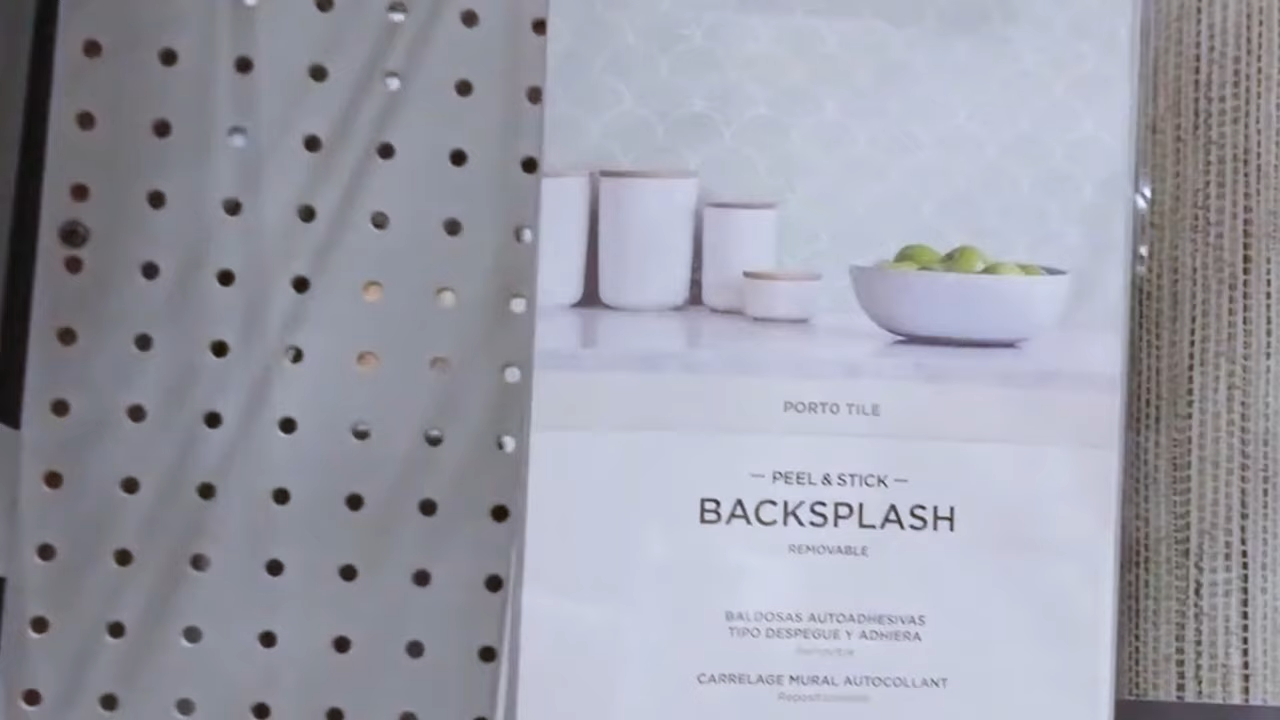 PORTO TILE
— PEEL & STICK —
BACKSPLASH
REMOVABLE
BALDOSAS AUTOADHESIVAS
TIPO DESPEGUE Y ADHIERA
CARRELAGE MURAL AUTOCOLLANT